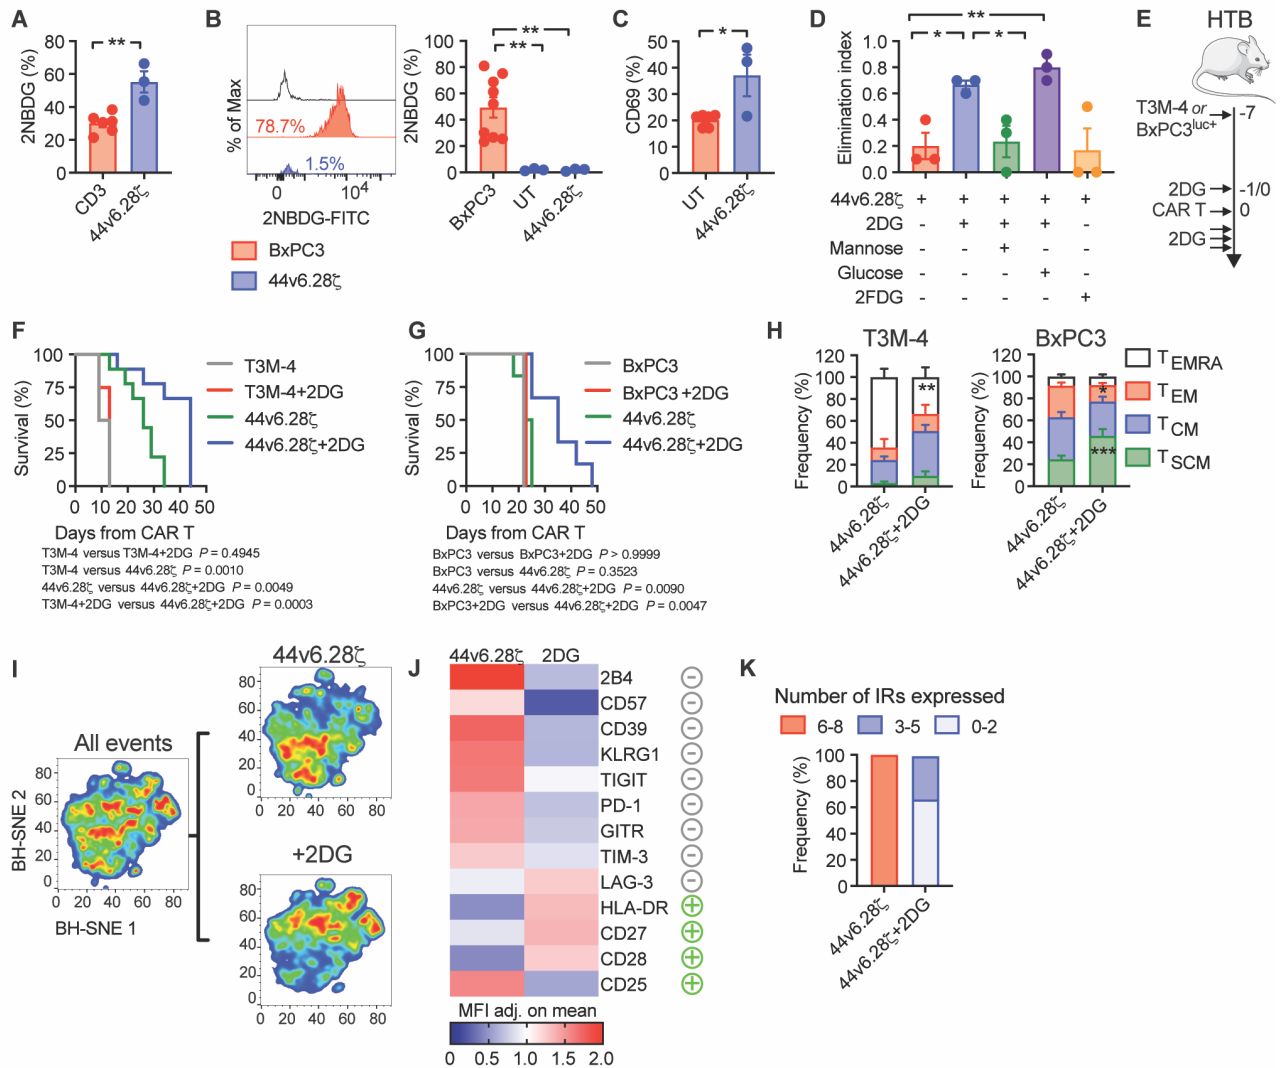 A
2NBDG (%)
80
60
40
20
0
**
CD3
44v6.28ζ
B
% of Max
78.7%
1.5%
0
10⁴
2NBDG-FITC
2NBDG (%)
100
80
60
40
20
0
**
**
BxPC3
UT
44v6.28ζ
BxPC3
44v6.28ζ
C
CD69 (%)
50
40
30
20
10
0
*
UT
44v6.28ζ
D
Elimination index
1.0
0.8
0.6
0.4
0.2
0
**
* *
44v6.28ζ + + + + +
2DG - + + + -
Mannose - - + - -
Glucose - - - + -
2FDG - - - - +
E
HTB
T3M-4 or
BxPC3luc+
-7
2DG -1/0
CAR T 0
2DG
F
Survival (%)
100
50
0
0 10 20 30 40 50
Days from CAR T
T3M-4
T3M-4+2DG
44v6.28ζ
44v6.28ζ+2DG
T3M-4 versus T3M-4+2DG P = 0.4945
T3M-4 versus 44v6.28ζ P = 0.0010
44v6.28ζ versus 44v6.28ζ+2DG P = 0.0049
T3M-4+2DG versus 44v6.28ζ+2DG P = 0.0003
G
Survival (%)
100
50
0
0 10 20 30 40 50
Days from CAR T
BxPC3
BxPC3 +2DG
44v6.28ζ
44v6.28ζ+2DG
BxPC3 versus BxPC3+2DG P > 0.9999
BxPC3 versus 44v6.28ζ P = 0.3523
44v6.28ζ versus 44v6.28ζ+2DG P = 0.0090
BxPC3+2DG versus 44v6.28ζ+2DG P = 0.0047
H
T3M-4
Frequency (%)
120
100
80
60
40
20
0
**
44v6.28ζ
44v6.28ζ+2DG
BxPC3
Frequency (%)
120
100
80
60
40
20
0
*
***
44v6.28ζ
44v6.28ζ+2DG
TEMRA
TEM
TCM
TSCM
I
All events
BH-SNE 2
80
60
40
20
0
0 20 40 60 80
BH-SNE 1
44v6.28ζ
80
60
40
20
0
0 20 40 60 80
+2DG
80
60
40
20
0
0 20 40 60 80
J
44v6.28ζ 2DG
2B4 -
CD57 -
CD39 -
KLRG1 -
TIGIT -
PD-1 -
GITR -
TIM-3 -
LAG-3 -
HLA-DR +
CD27 +
CD28 +
CD25 +
MFI adj. on mean
0 0.5 1.0 1.5 2.0
K
Number of IRs expressed
6-8 3-5 0-2
Frequency (%)
100
80
60
40
20
0
44v6.28ζ
44v6.28ζ+2DG